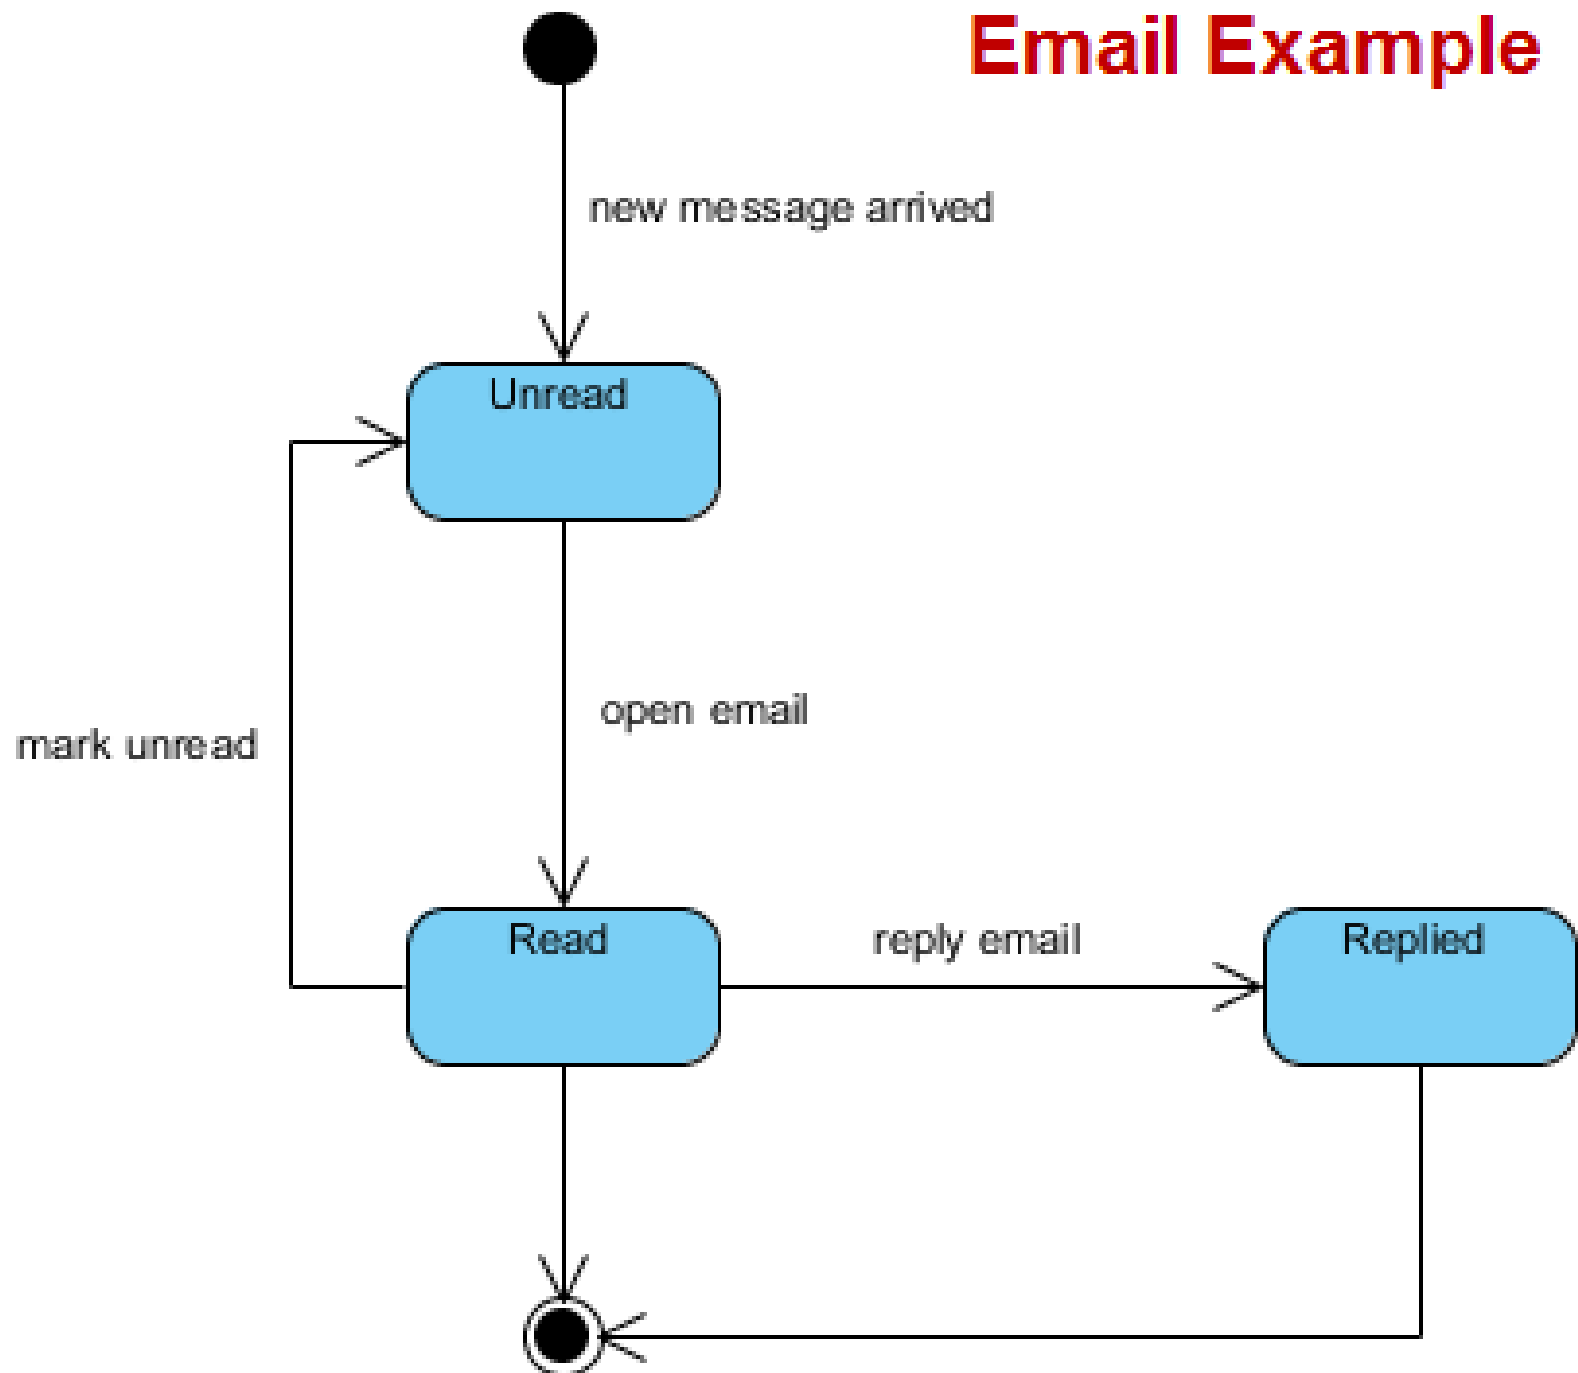 Email Example
new message arrived
Unread
open email
mark unread
Read
reply email
Replied